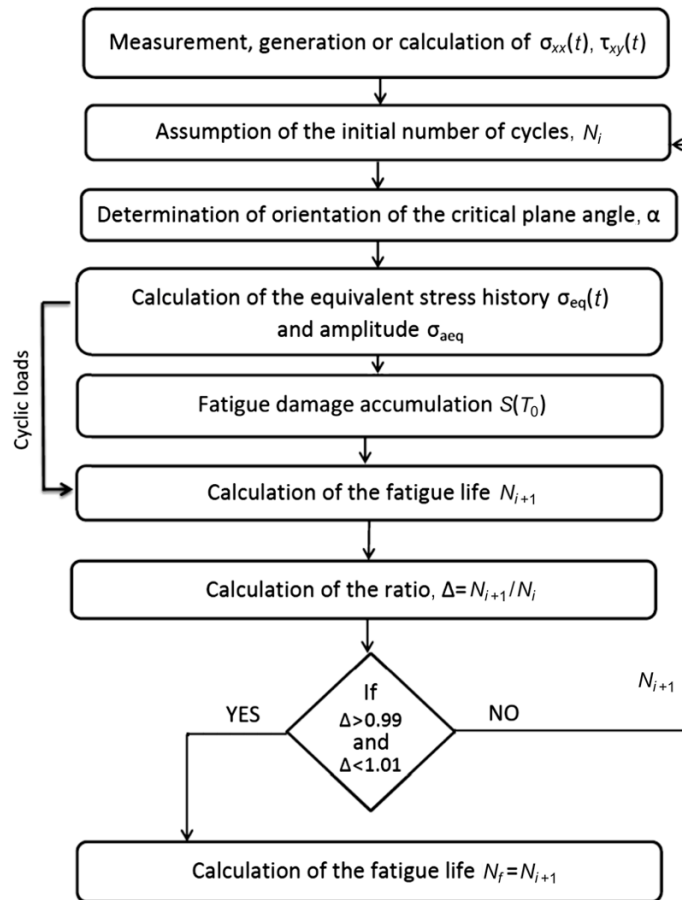 Measurement, generation or calculation of σxx(t), τxy(t)
Assumption of the initial number of cycles, Ni
Determination of orientation of the critical plane angle, α
Calculation of the equivalent stress history σeq(t)
and amplitude σaeq
Cyclic loads
Fatigue damage accumulation S(T0)
Calculation of the fatigue life Ni+1
Calculation of the ratio, Δ=Ni+1/Ni
If
Δ>0.99
and
Δ<1.01
YES
NO
Ni+1
Calculation of the fatigue life Nf=Ni+1